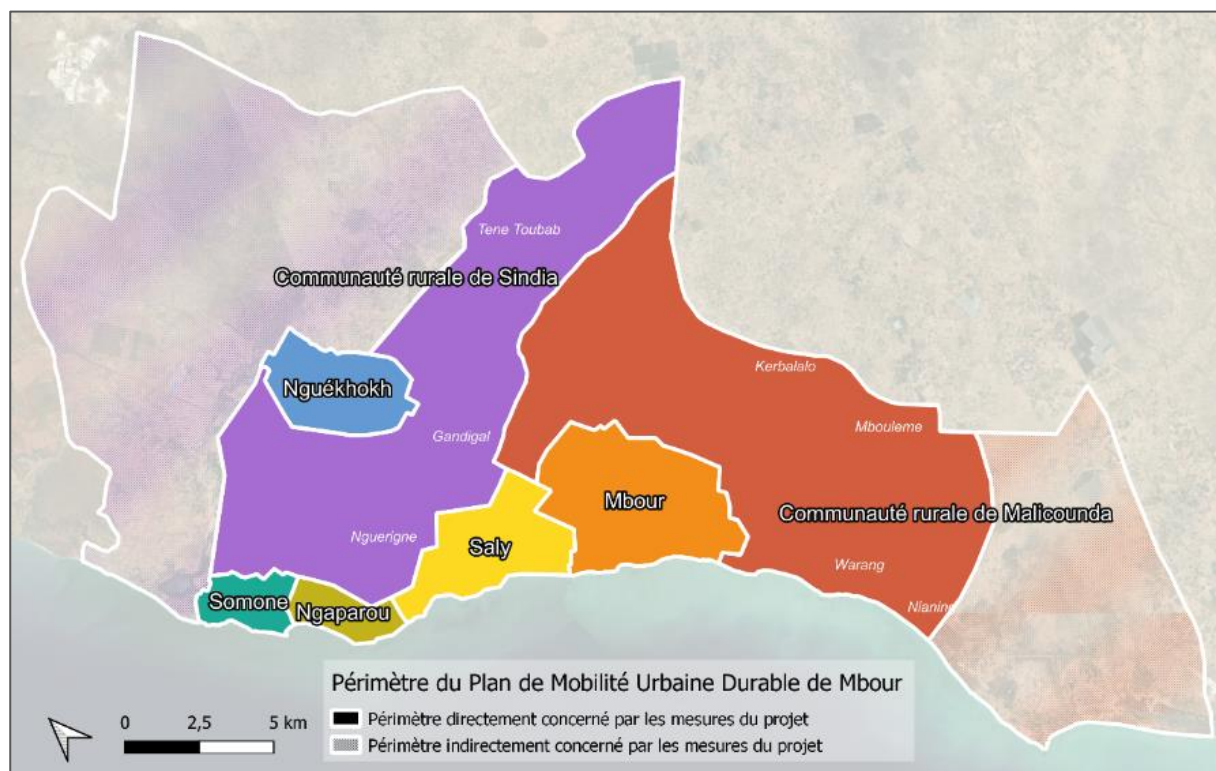 Tene Toubab
Communauté rurale de Sindia
Kerbalalo
Nguékhokh
Mbouleme
Gandigal
Mbour
Communauté rurale de Malicounda
Nguerigne
Saly
Warang
Somone
Ngaparou
Nianing
Périmètre du Plan de Mobilité Urbaine Durable de Mbour
0 2,5 5 km
Périmètre directement concerné par les mesures du projet
Périmètre indirectement concerné par les mesures du projet